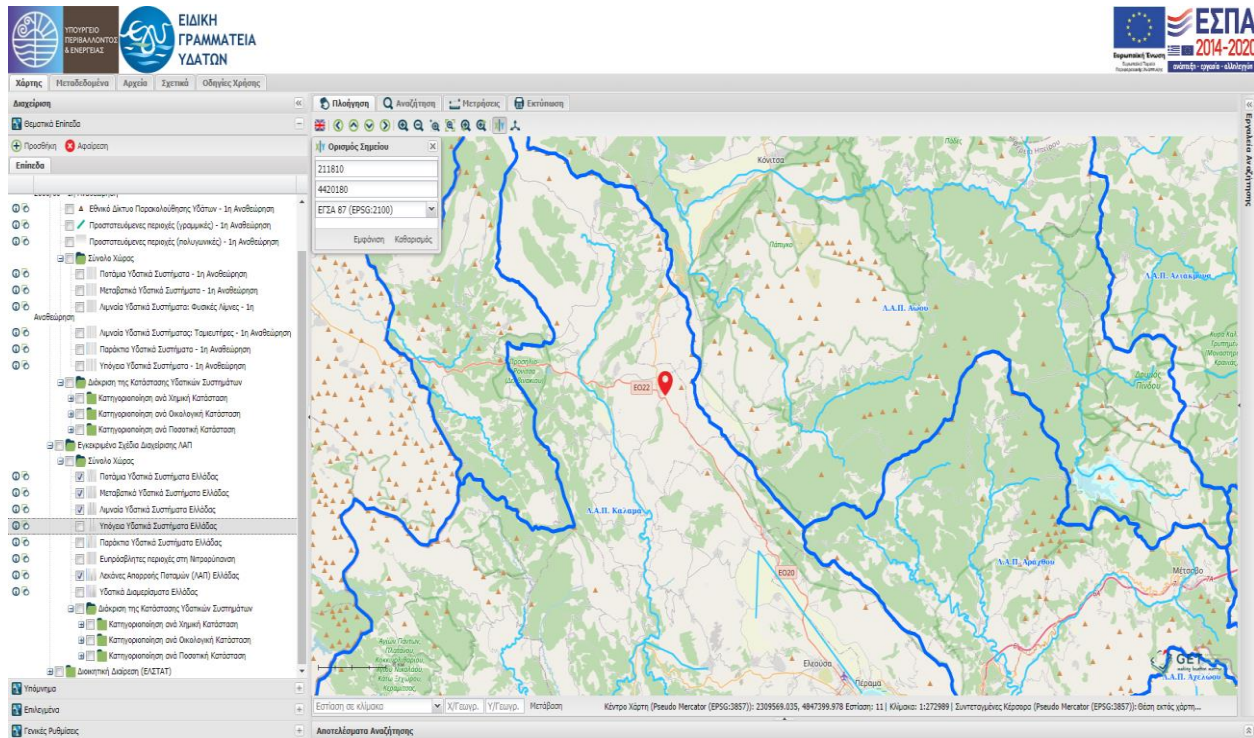 ΥΠΟΥΡΓΕΙΟ
ΠΕΡΙΒΑΛΛΟΝΤΟΣ
& ΕΝΕΡΓΕΙΑΣ
ΕΙΔΙΚΗ
ΓΡΑΜΜΑΤΕΙΑ
ΥΔΑΤΩΝ
Ευρωπαϊκή Ένωση
ΕΣΠΑ
2014-2020
ανάπτυξη - εργασία - αλληλεγγύη
Χάρτης Μεταδεδομένα Αρχεία Σχετικά Οδηγίες Χρήσης
Διαχείριση
Θεματικά Επίπεδα
Προσθήκη Αφαίρεση
Επίπεδα
Εθνικό Δίκτυο Παρακολούθησης Υδάτων - 1η Αναθεώρηση
Προστατευόμενες περιοχές (γραμμικές) - 1η Αναθεώρηση
Προστατευόμενες περιοχές (πολυγωνικές) - 1η Αναθεώρηση
Σύνολο Χώρας
Ποτάμια Υδατικά Συστήματα - 1η Αναθεώρηση
Μεταβατικά Υδατικά Συστήματα - 1η Αναθεώρηση
Λιμναία Υδατικά Συστήματα: Φυσικές Λίμνες - 1η
Αναθεώρηση
Λιμναία Υδατικά Συστήματας: Ταμιευτήρες - 1η Αναθεώρηση
Παράκτια Υδατικά Συστήματα - 1η Αναθεώρηση
Υπόγεια Υδατικά Συστήματα - 1η Αναθεώρηση
Διάκριση της Κατάστασης Υδατικών Συστημάτων
Κατηγοριοποίηση ανά Χημική Κατάσταση
Κατηγοριοποίηση ανά Οικολογική Κατάσταση
Κατηγοριοποίηση ανά Ποσοτική Κατάσταση
Εγκεκριμένα Σχέδια Διαχείρισης ΛΑΠ
Σύνολο Χώρας
Ποτάμια Υδατικά Συστήματα Ελλάδας
Μεταβατικά Υδατικά Συστήματα Ελλάδας
Λιμναία Υδατικά Συστήματα Ελλάδας
Υπόγεια Υδατικά Συστήματα Ελλάδας
Παράκτια Υδατικά Συστήματα Ελλάδας
Ευπρόσβλητες περιοχές στη Νιτρορύπανση
Λεκάνες Απορροής Ποταμών (ΛΑΠ) Ελλάδας
Υδατικά Διαμερίσματα Ελλάδας
Διάκριση της Κατάστασης Υδατικών Συστημάτων
Κατηγοριοποίηση ανά Χημική Κατάσταση
Κατηγοριοποίηση ανά Οικολογική Κατάσταση
Κατηγοριοποίηση ανά Ποσοτική Κατάσταση
Διοικητική Διαίρεση (ΕΛΣΤΑΤ)
Υπόμνημα
Επιλεγμένα
Γενικές Ρυθμίσεις
Πλοήγηση Αναζήτηση Μετρήσεις Εκτύπωση
Ορισμός Σημείου
211810
4420180
ΕΓΣΑ 87 (EPSG:2100)
Εμφάνιση Καθαρισμός
Κόνιτσα
Πάπιγκο
Λ.Α.Π. Αώου
Λ.Α.Π. Αλιάκμονα
ΕΟ22
Λ.Α.Π. Καλαμά
ΕΟ20
Λ.Α.Π. Αράχθου
Μέτσοβο
Ελεούσα
Πέραμα
GET
Λ.Α.Π. Αχελώου
Εστίαση σε κλίμακα Χ/Γεωγρ. Υ/Γεωγρ. Μετάβαση
Κέντρο Χάρτη (Pseudo Mercator (EPSG:3857)): 2309569.035, 4847399.978 Εστίαση: 11 | Κλίμακα: 1:272989 | Συντεταγμένες Κέρσορα (Pseudo Mercator (EPSG:3857)): Θέση εκτός χάρτη...
Αποτελέσματα Αναζήτησης
Εργαλεία Αναζήτησης